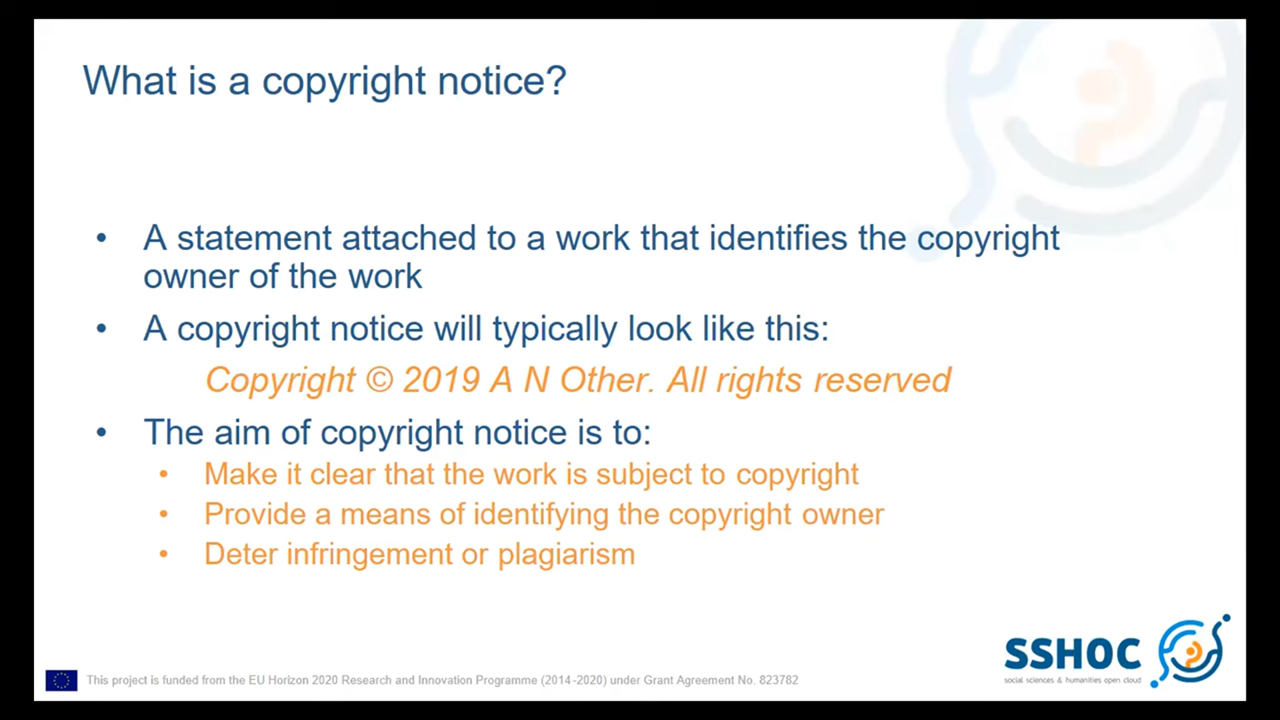 What is a copyright notice?
• A statement attached to a work that identifies the copyright
owner of the work
• A copyright notice will typically look like this:
Copyright © 2019 A N Other. All rights reserved
• The aim of copyright notice is to:
• Make it clear that the work is subject to copyright
• Provide a means of identifying the copyright owner
• Deter infringement or plagiarism
SSHOC
social sciences & humanities open cloud
This project is funded from the EU Horizon 2020 Research and Innovation Programme (2014-2020) under Grant Agreement No. 823782